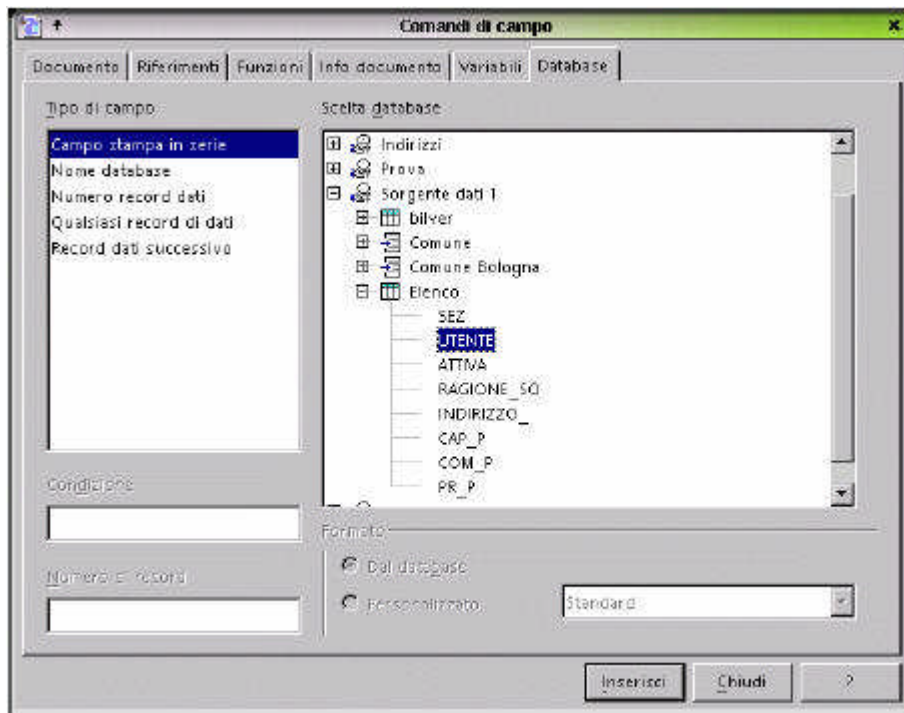 Comandi di campo
Documento Riferimenti Funzioni Info documento Variabili Database
Tipo di campo
Campo stampa in serie
Nome database
Numero record dati
Qualsiasi record di dati
Record dati successivo
Condizione
Numero di record
Scelta database
Indirizzi
Prova
Sorgente dati 1
bilver
Comune
Comune Bologna
Elenco
SEZ
UTENTE
ATTIVA
RAGIONE_SO
INDIRIZZO_
CAP_P
COM_P
PR_P
Formato
Dal database
Personalizzato Standard
Inserisci Chiudi ?